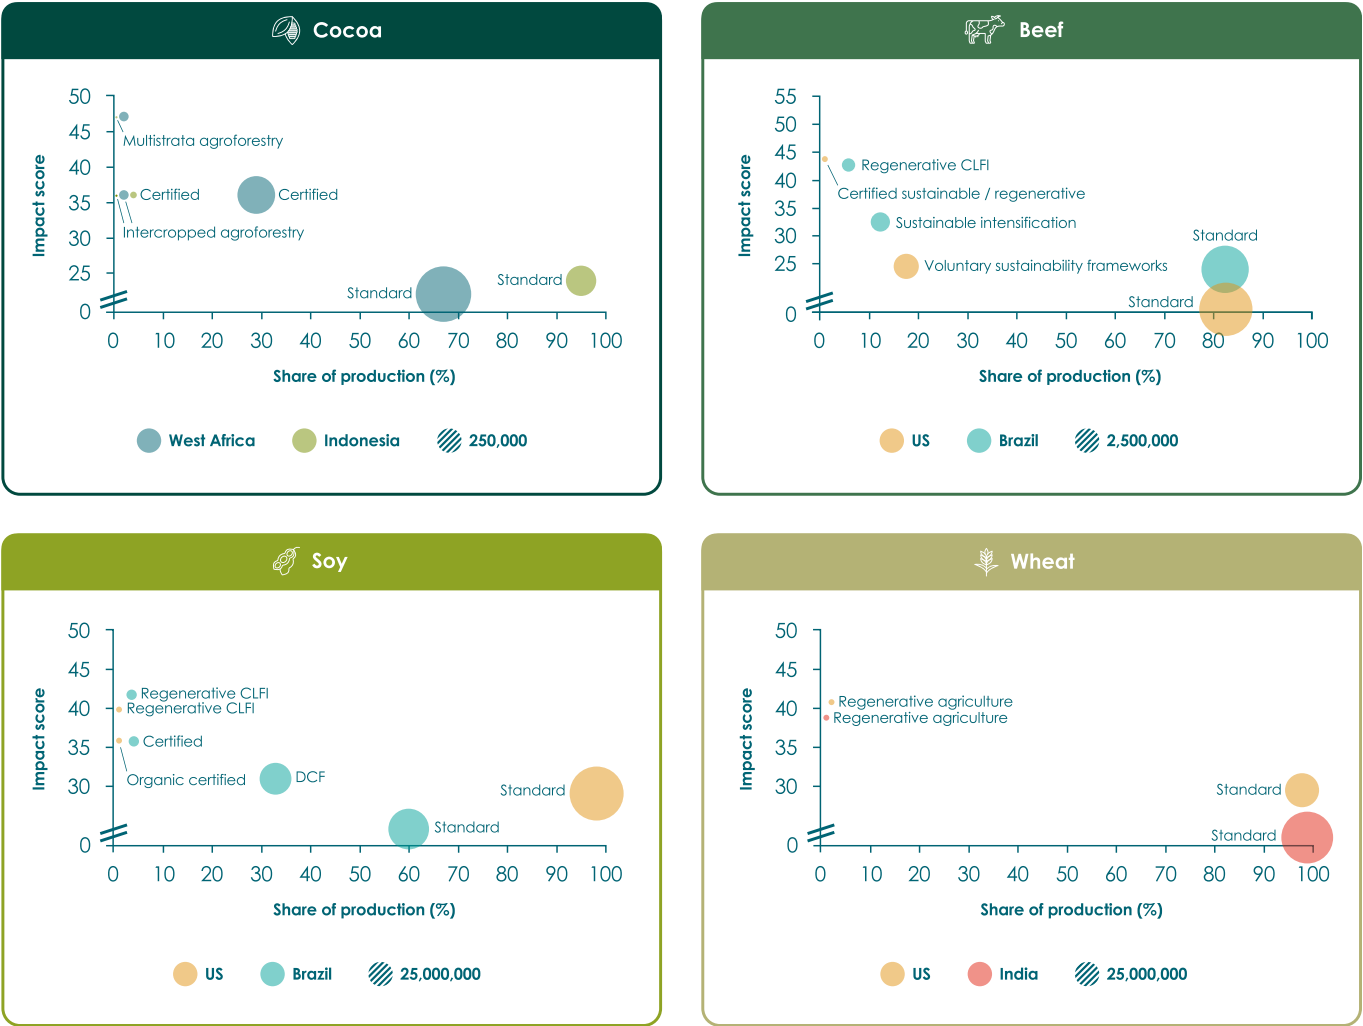 Cocoa
50
45
40
35
30
25
0
Impact score
Multistrata agroforestry
Certified
Certified
Intercropped agroforestry
Standard
Standard
0 10 20 30 40 50 60 70 80 90 100
Share of production (%)
West Africa Indonesia 250,000
Beef
55
50
45
40
35
30
25
0
Impact score
Regenerative CLFI
Certified sustainable / regenerative
Sustainable intensification
Standard
Voluntary sustainability frameworks
Standard
0 10 20 30 40 50 60 70 80 90 100
Share of production (%)
US Brazil 2,500,000
Soy
50
45
40
35
30
0
Impact score
Regenerative CLFI
Regenerative CLFI
Certified
Organic certified
DCF
Standard
Standard
0 10 20 30 40 50 60 70 80 90 100
Share of production (%)
US Brazil 25,000,000
Wheat
50
45
40
35
30
0
Impact score
Regenerative agriculture
Regenerative agriculture
Standard
Standard
0 10 20 30 40 50 60 70 80 90 100
Share of production (%)
US India 25,000,000